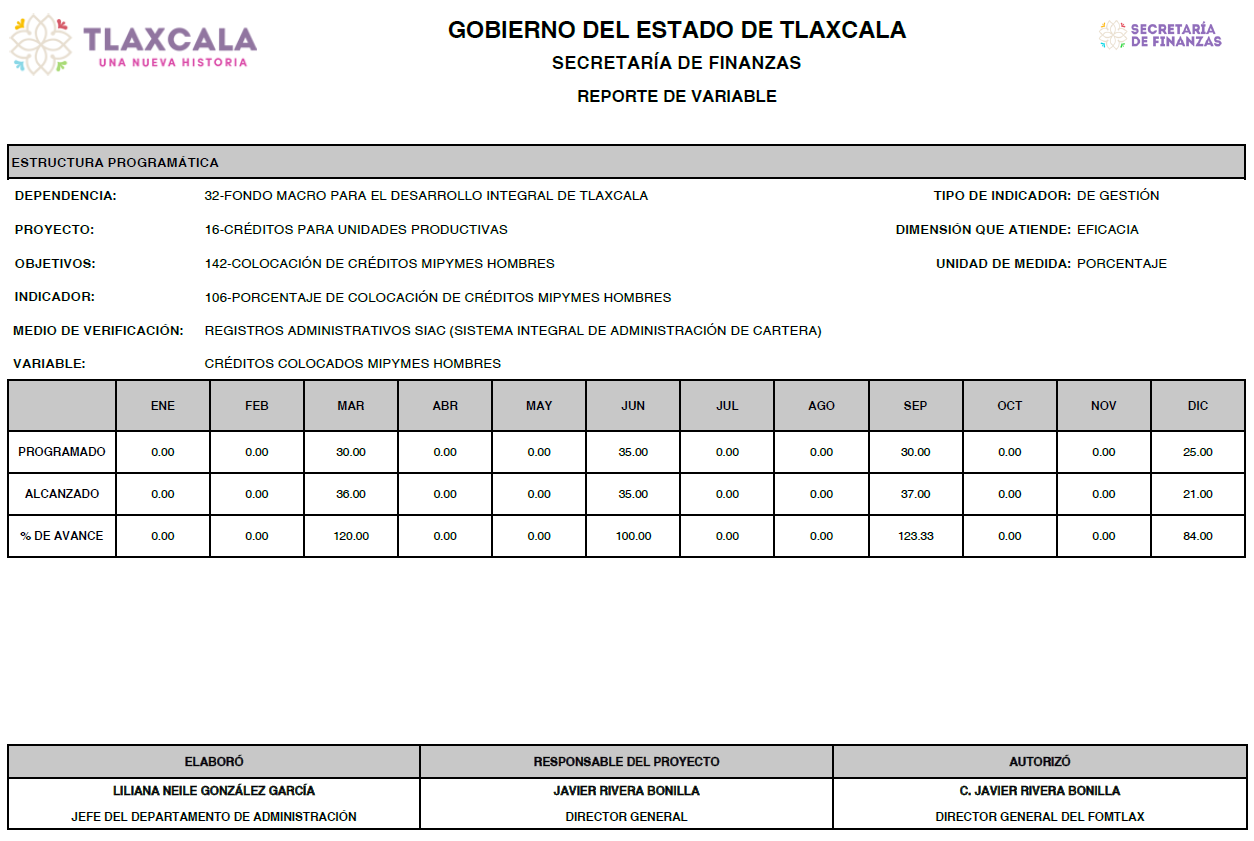 TLAXCALA
UNA NUEVA HISTORIA
GOBIERNO DEL ESTADO DE TLAXCALA
SECRETARÍA DE FINANZAS
REPORTE DE VARIABLE
SECRETARÍA
DE FINANZAS
ESTRUCTURA PROGRAMÁTICA
DEPENDENCIA: 32-FONDO MACRO PARA EL DESARROLLO INTEGRAL DE TLAXCALA TIPO DE INDICADOR: DE GESTIÓN
PROYECTO: 16-CRÉDITOS PARA UNIDADES PRODUCTIVAS DIMENSIÓN QUE ATIENDE: EFICACIA
OBJETIVOS: 142-COLOCACIÓN DE CRÉDITOS MIPYMES HOMBRES UNIDAD DE MEDIDA: PORCENTAJE
INDICADOR: 106-PORCENTAJE DE COLOCACIÓN DE CRÉDITOS MIPYMES HOMBRES
MEDIO DE VERIFICACIÓN: REGISTROS ADMINISTRATIVOS SIAC (SISTEMA INTEGRAL DE ADMINISTRACIÓN DE CARTERA)
VARIABLE: CRÉDITOS COLOCADOS MIPYMES HOMBRES
ENE FEB MAR ABR MAY JUN JUL AGO SEP OCT NOV DIC
PROGRAMADO 0.00 0.00 30.00 0.00 0.00 35.00 0.00 0.00 30.00 0.00 0.00 25.00
ALCANZADO 0.00 0.00 36.00 0.00 0.00 35.00 0.00 0.00 37.00 0.00 0.00 21.00
% DE AVANCE 0.00 0.00 120.00 0.00 0.00 100.00 0.00 0.00 123.33 0.00 0.00 84.00
ELABORÓ RESPONSABLE DEL PROYECTO AUTORIZÓ
LILIANA NEILE GONZÁLEZ GARCÍA JAVIER RIVERA BONILLA C. JAVIER RIVERA BONILLA
JEFE DEL DEPARTAMENTO DE ADMINISTRACIÓN DIRECTOR GENERAL DIRECTOR GENERAL DEL FOMTLAX